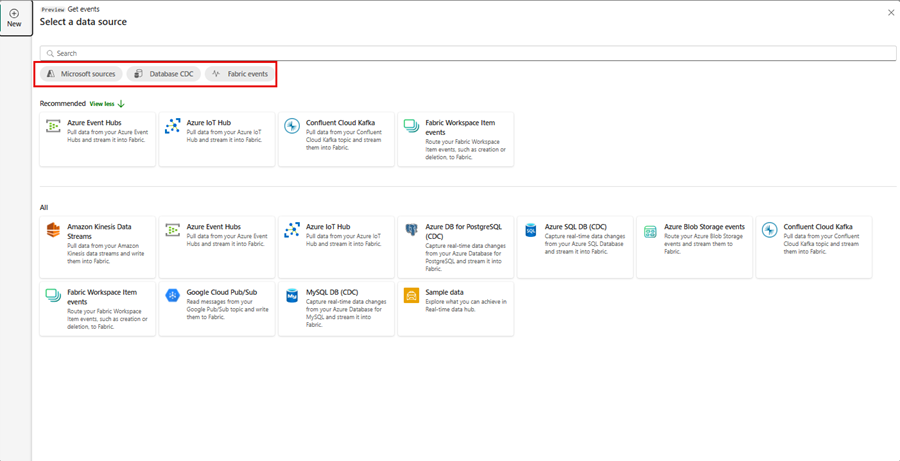 New
Preview Get events
Select a data source
Search
Microsoft sources Database CDC Fabric events
Recommended View less
Azure Event Hubs
Pull data from your Azure Event
Hubs and stream it into Fabric.
Azure IoT Hub
Pull data from your Azure IoT
Hub and stream it into Fabric.
Confluent Cloud Kafka
Pull data from your Confluent
Cloud Kafka topic and stream
them into Fabric.
Fabric Workspace Item
events
Route your Fabric Workspace
Item events, such as creation or
deletion, to Fabric.
All
Amazon Kinesis Data
Streams
Pull data from your Amazon
Kinesis data streams and write
them into Fabric.
Azure Event Hubs
Pull data from your Azure Event
Hubs and stream it into Fabric.
Azure IoT Hub
Pull data from your Azure IoT
Hub and stream it into Fabric.
Azure DB for PostgreSQL
(CDC)
Capture real-time data changes
from your Azure Database for
PostgreSQL and stream it into
Fabric.
Azure SQL DB (CDC)
Capture real-time data changes
from your Azure SQL Database
and stream it into Fabric.
Azure Blob Storage events
Route your Azure Blob Storage
events and stream them to
Fabric.
Confluent Cloud Kafka
Pull data from your Confluent
Cloud Kafka topic and stream
them into Fabric.
Fabric Workspace Item
events
Route your Fabric Workspace
Item events, such as creation or
deletion, to Fabric.
Google Cloud Pub/Sub
Read messages from your
Google Pub/Sub topic and write
them to Fabric.
MySQL DB (CDC)
Capture real-time data changes
from your Azure Database for
MySQL and stream it into
Fabric.
Sample data
Explore what you can achieve in
Real-time data hub.